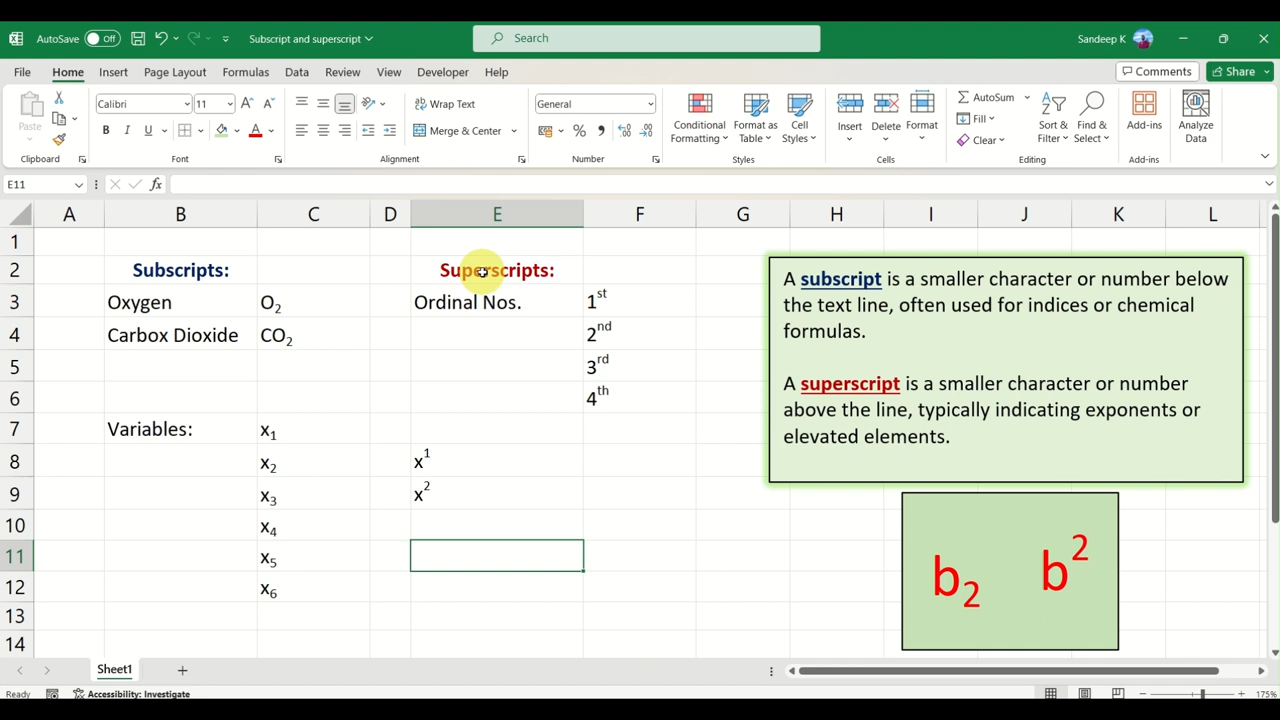 AutoSave Off Subscript and superscript Search Sandeep K
File Home Insert Page Layout Formulas Data Review View Developer Help Comments Share
Paste Calibri 11 Wrap Text General Conditional Formatting Format as Table Cell Styles Insert Delete Format AutoSum Sort & Filter Find & Select Add-ins Analyze Data
B I U A Merge & Center $ % , Fill
Clear
Clipboard Font Alignment Number Styles Cells Editing Add-ins
E11 fx
A B C D E F G H I J K L
1
2 Subscripts: Superscripts:
3 Oxygen O₂ Ordinal Nos. 1ˢᵗ
4 Carbox Dioxide CO₂ 2ⁿᵈ
5 3ʳᵈ
6 4ᵗʰ
7 Variables: x₁
8 x₂ x¹
9 x₃ x²
10 x₄
11 x₅
12 x₆
13
14
A subscript is a smaller character or number below
the text line, often used for indices or chemical
formulas.
A superscript is a smaller character or number
above the line, typically indicating exponents or
elevated elements.
b₂ b²
Sheet1
Ready Accessibility: Investigate 175%